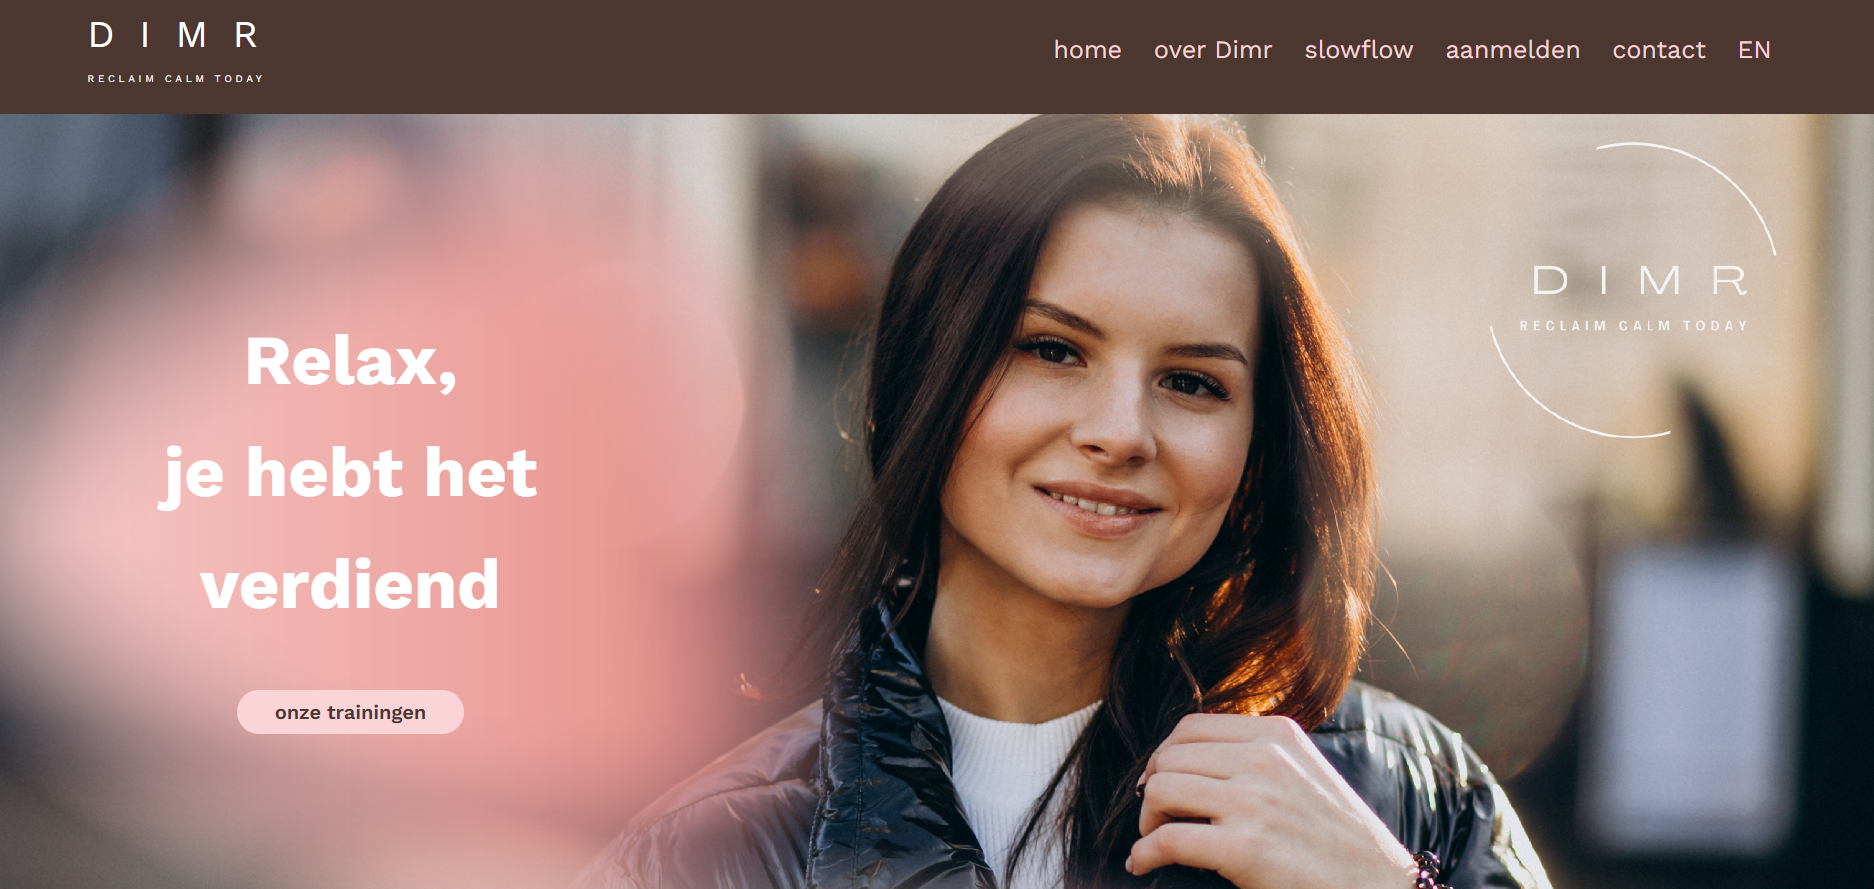 D I M R
RECLAIM CALM TODAY
home over Dimr slowflow aanmelden contact EN
D I M R
RECLAIM CALM TODAY
Relax,
je hebt het
verdiend
onze trainingen